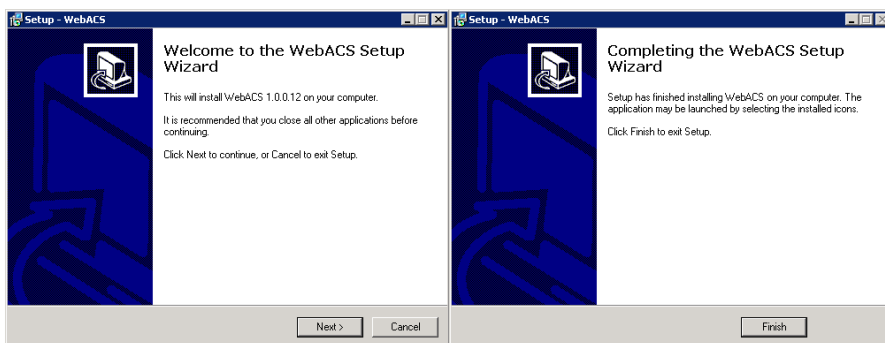 Setup - WebACS
Welcome to the WebACS Setup
Wizard
This will install WebACS 1.0.0.12 on your computer.
It is recommended that you close all other applications before
continuing.
Click Next to continue, or Cancel to exit Setup.
Next >
Cancel
Setup - WebACS
Completing the WebACS Setup
Wizard
Setup has finished installing WebACS on your computer. The
application may be launched by selecting the installed icons.
Click Finish to exit Setup.
Finish